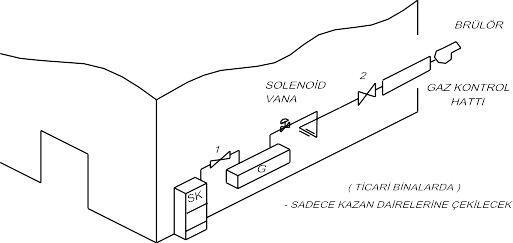 BRÜLÖR
2
SOLENOİD
VANA
GAZ KONTROL
HATTI
1
G
SK
( TİCARİ BİNALARDA )
- SADECE KAZAN DAİRELERİNE ÇEKİLECEK